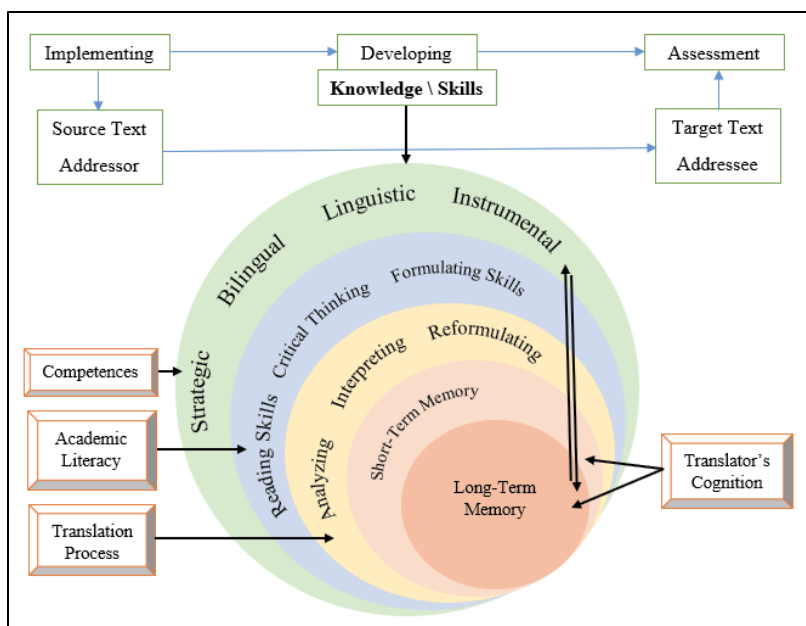 Implementing
Developing
Assessment
Knowledge \ Skills
Source Text
Addressor
Target Text
Addressee
Strategic
Bilingual
Linguistic
Instrumental
Reading Skills
Critical Thinking
Formulating Skills
Analyzing
Interpreting
Reformulating
Short-Term Memory
Long-Term
Memory
Competences
Academic
Literacy
Translation
Process
Translator's
Cognition